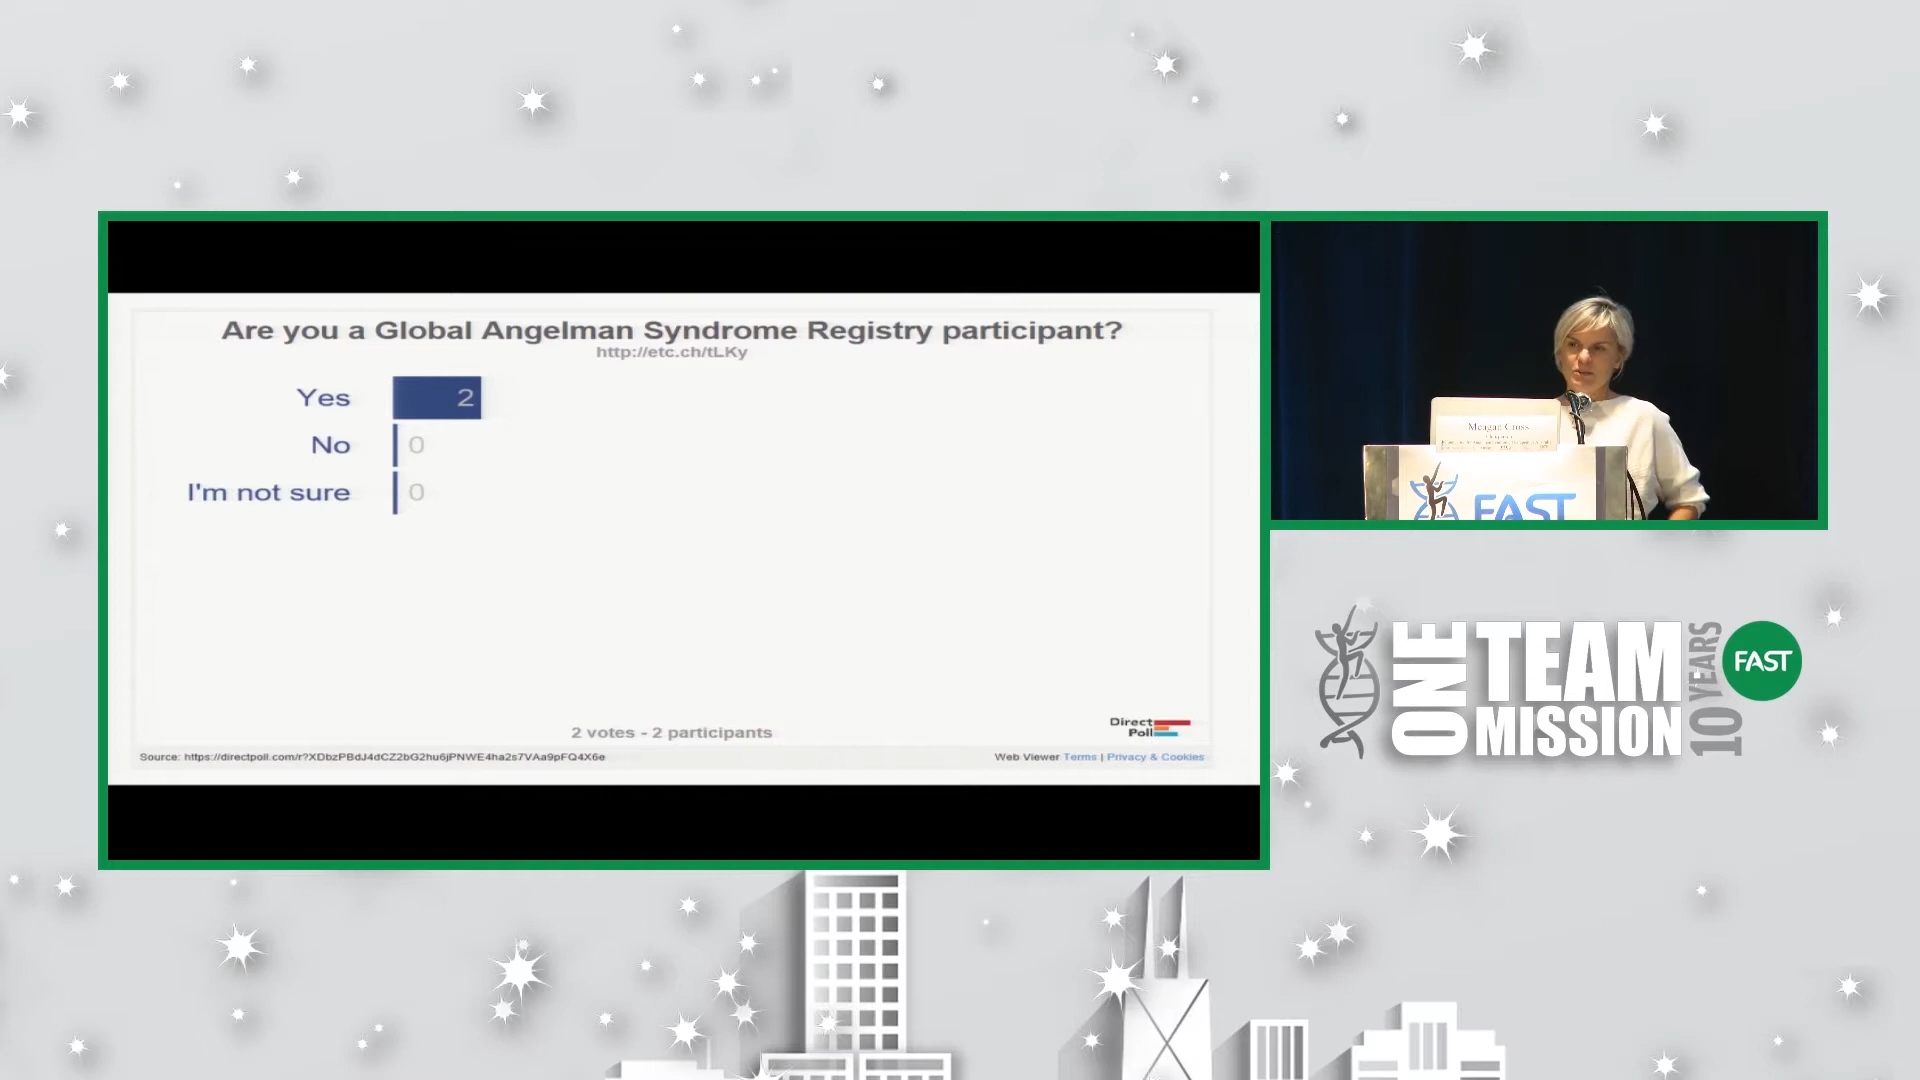 Are you a Global Angelman Syndrome Registry participant?
http://etc.ch/tLKy
Yes 2
No 0
I'm not sure 0
2 votes - 2 participants
Direct
Poll
Source: https://directpoll.com/r?XDbzPBdJ4dCZ2bG2hu6jPNWE4ha2s7VAa9pFQ4X6e
Web Viewer Terms | Privacy & Cookies
Meagan Cross
FAST
ONE TEAM
MISSION
10 YEARS
FAST